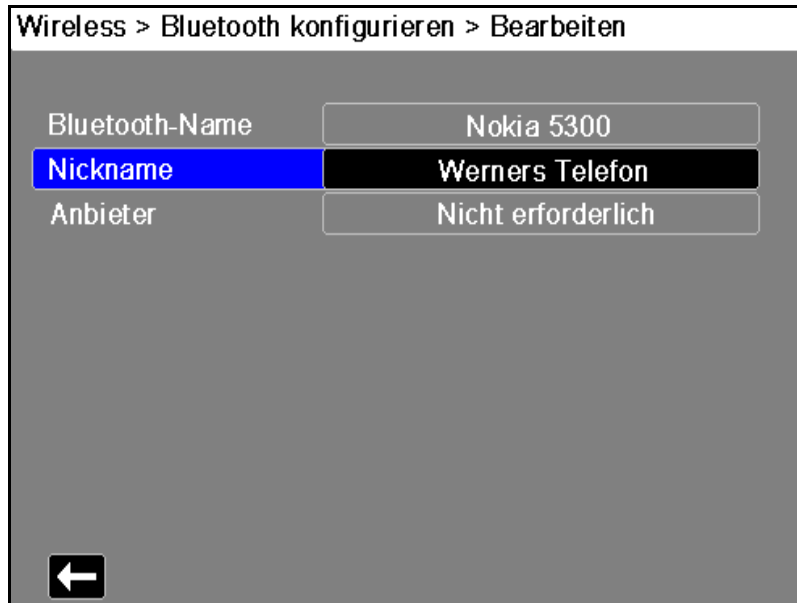 Wireless > Bluetooth konfigurieren > Bearbeiten
Bluetooth-Name Nokia 5300
Nickname Werners Telefon
Anbieter Nicht erforderlich